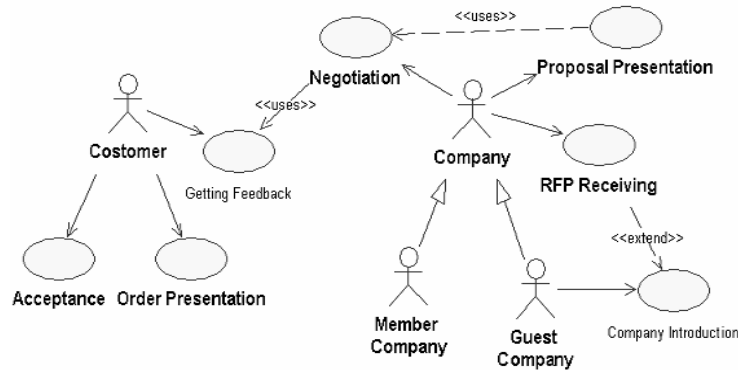 <<uses>>
Negotiation
Proposal Presentation
<<uses>>
Costomer
Company
Getting Feedback
RFP Receiving
<<extend>>
Acceptance
Order Presentation
Member
Company
Guest
Company
Company Introduction